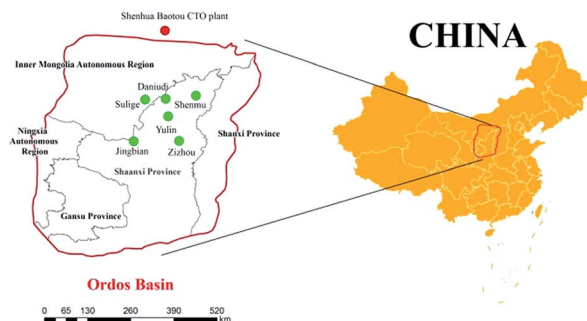 Shenhua Baotou CTO plant
CHINA
Inner Mongolia Autonomous Region
Daniudi
Sulige
Shenmu
Yulin
Ningxia
Autonomous
Region
Shanxi Province
Jingbian
Zizhou
Shaanxi Province
Gansu Province
Ordos Basin
0 65 130 260 390 520
km